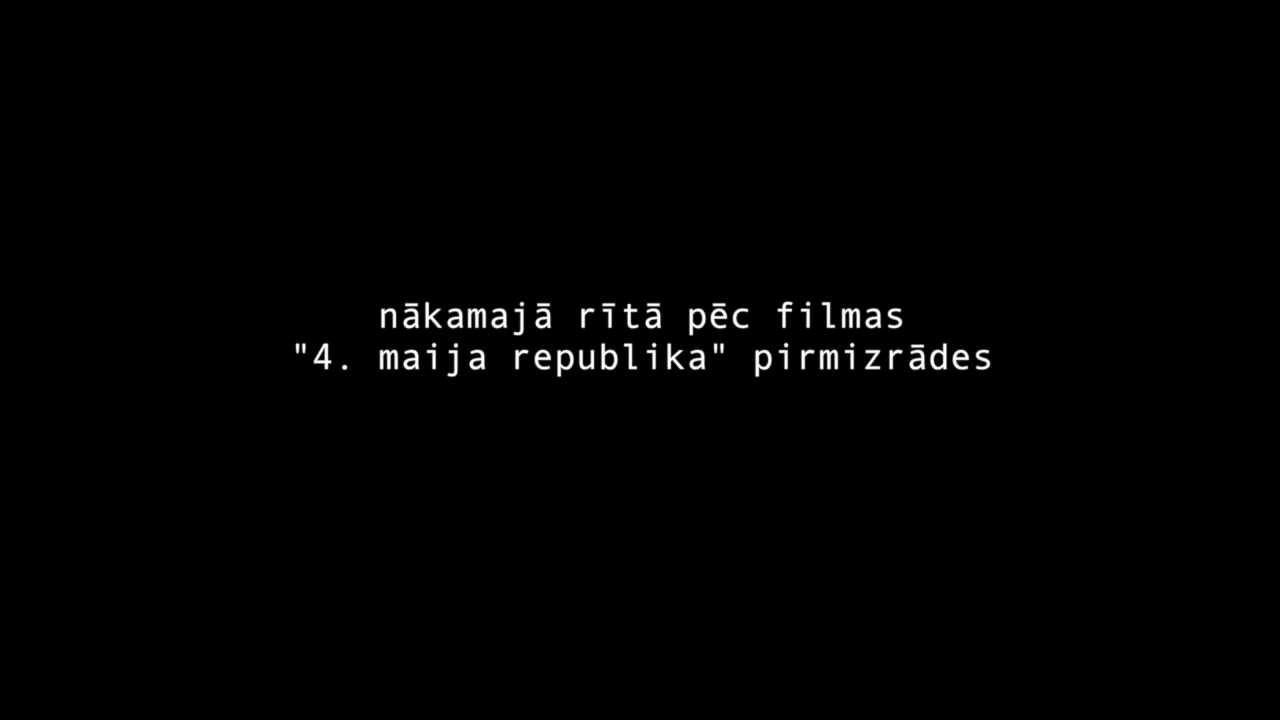 nākamajā rītā pēc filmas
"4. maija republika" pirmizrādes